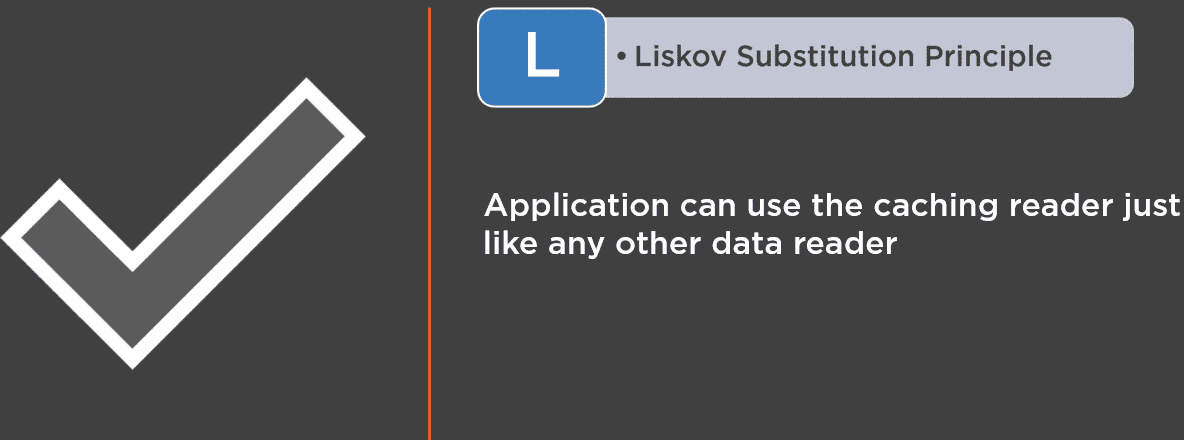 L
• Liskov Substitution Principle
Application can use the caching reader just
like any other data reader